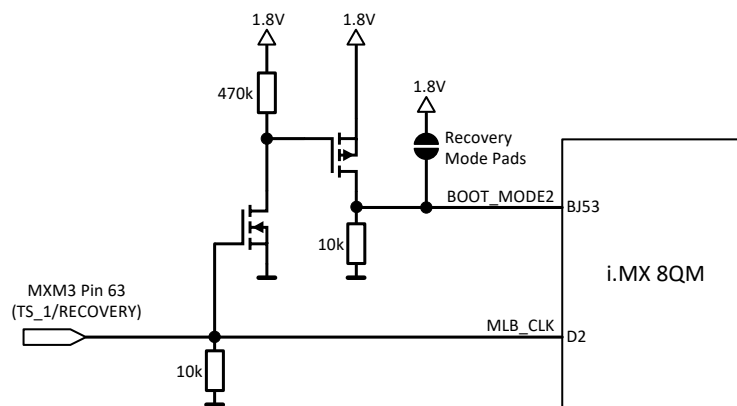 1.8V
1.8V
470k
1.8V
Recovery
Mode Pads
BOOT_MODE2
BJ53
10k
i.MX 8QM
MXM3 Pin 63
(TS_1/RECOVERY)
MLB_CLK
D2
10k